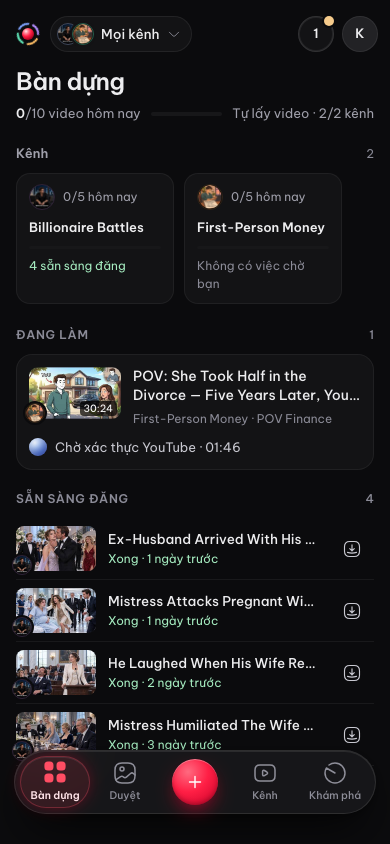 Mọi kênh
1
K
Bàn dựng
0/10 video hôm nay
Tự lấy video · 2/2 kênh
Kênh
2
0/5 hôm nay
Billionaire Battles
4 sẵn sàng đăng
0/5 hôm nay
First-Person Money
Không có việc chờ
bạn
ĐANG LÀM
1
30:24
POV: She Took Half in the
Divorce — Five Years Later, You...
First-Person Money · POV Finance
Chờ xác thực YouTube · 01:46
SẴN SÀNG ĐĂNG
4
Ex-Husband Arrived With His ...
Xong · 1 ngày trước
Mistress Attacks Pregnant Wi...
Xong · 1 ngày trước
He Laughed When His Wife Re...
Xong · 2 ngày trước
Mistress Humiliated The Wife ...
Xong · 3 ngày trước
Bàn dựng
Duyệt
Kênh
Khám phá